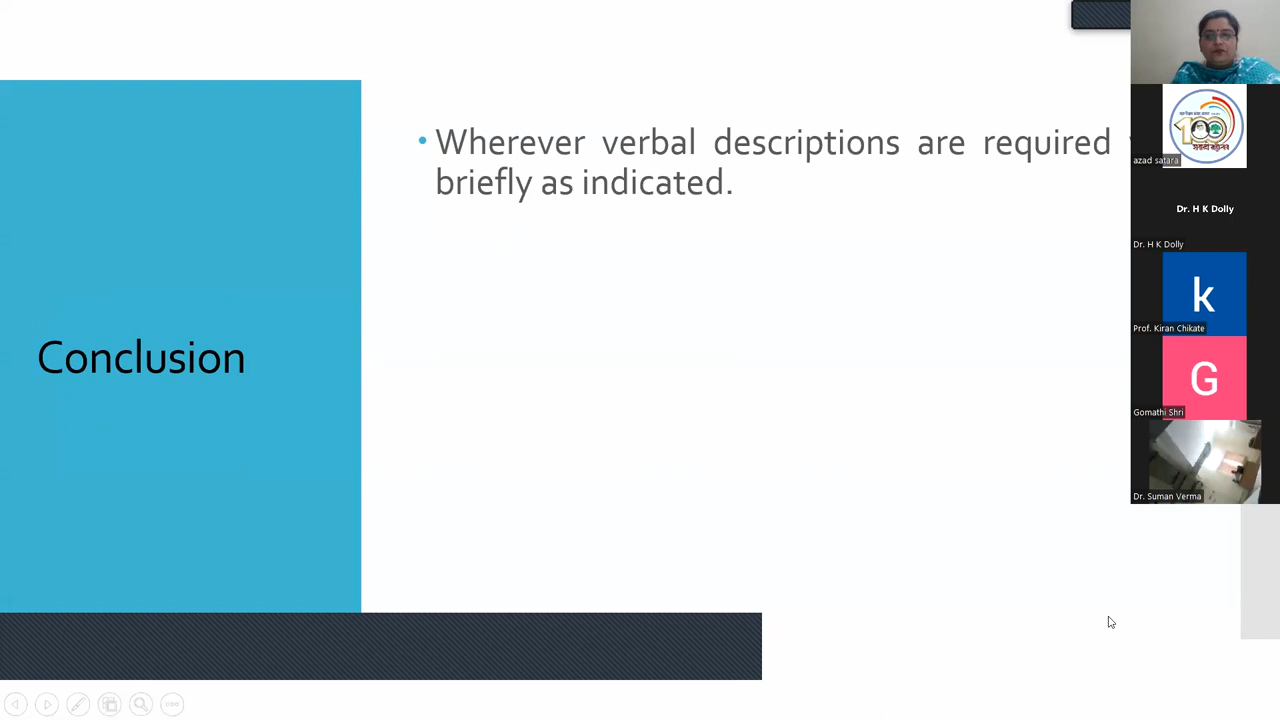 Wherever verbal descriptions are required
briefly as indicated.
Conclusion
100
azad satara
Dr. H K Dolly
Dr. H K Dolly
k
Prof. Kiran Chikate
G
Gomathi Shri
Dr. Suman Verma